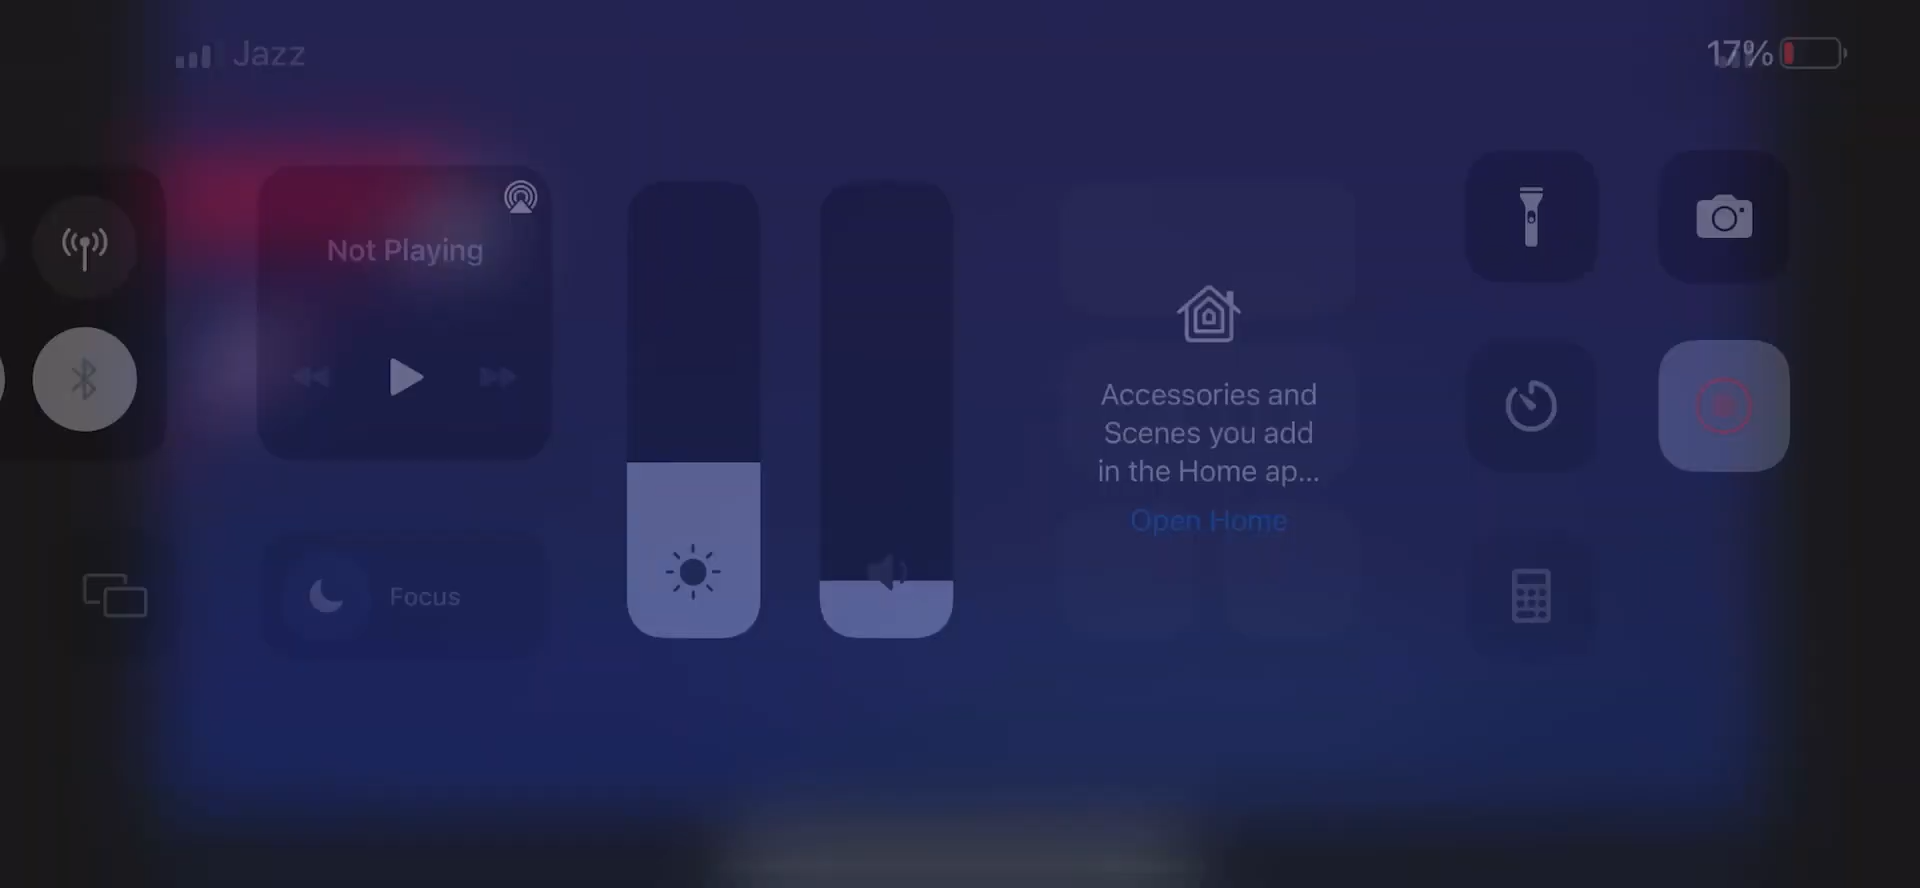 Jazz
17%
Not Playing
Accessories and
Scenes you add
in the Home ap...
Open Home
Focus